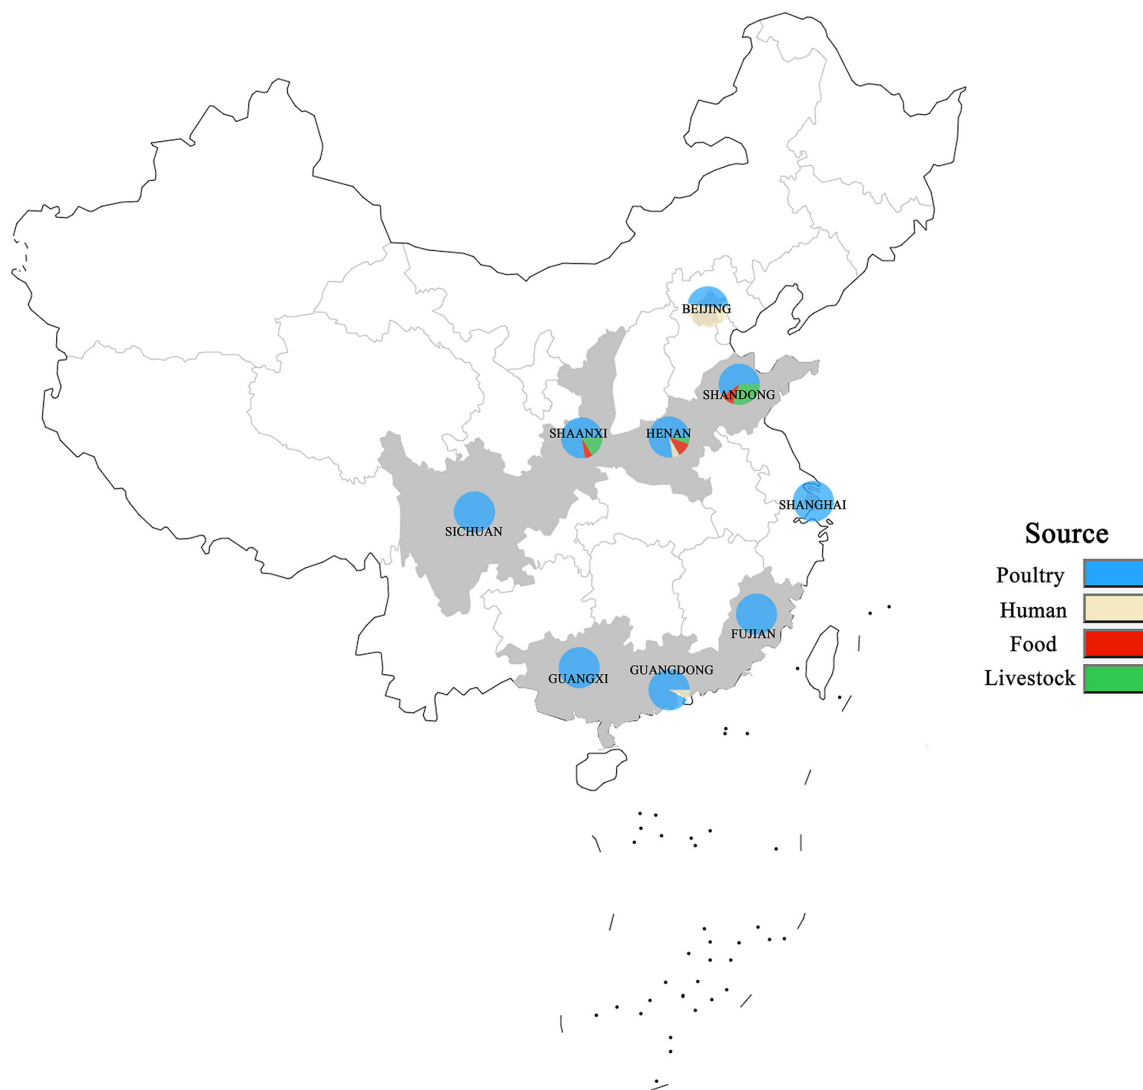 BEIJING
SHANDONG
SHAANXI
HENAN
SHANGHAI
SICHUAN
Source
Poultry
Human
Food
Livestock
FUJIAN
GUANGDONG
GUANGXI